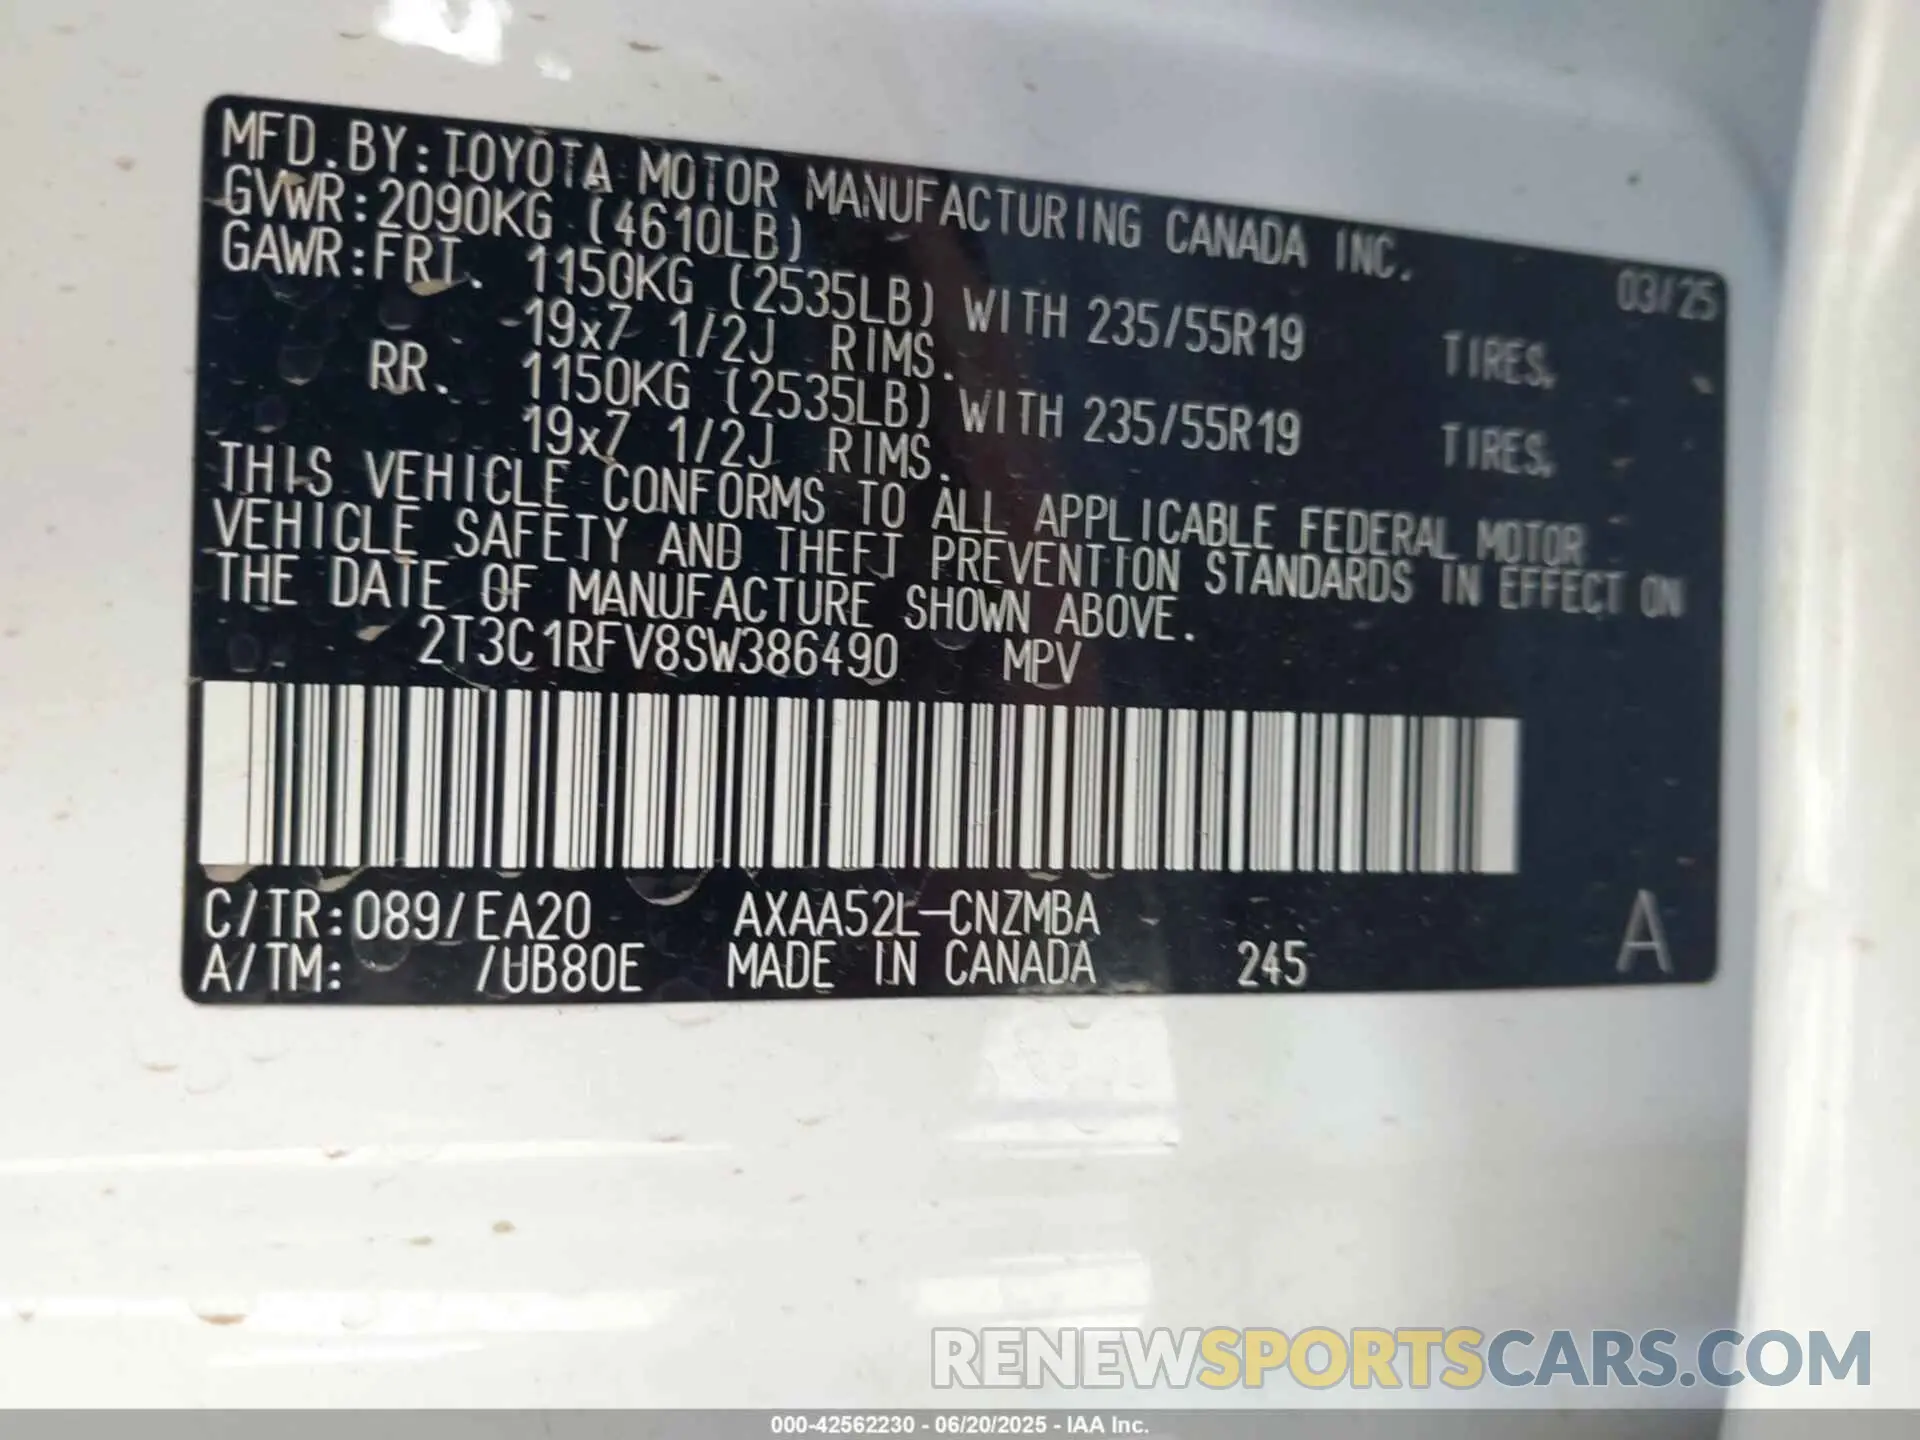 MFD.BY:TOYOTA MOTOR MANUFACTURING CANADA INC. 03/25
GVWR:2090KG (4610LB)
GAWR:FRT. 1150KG (2535LB) WITH 235/55R19 TIRES,
19x7 1/2J RIMS.
RR. 1150KG (2535LB) WITH 235/55R19 TIRES,
19x7 1/2J RIMS.
THIS VEHICLE CONFORMS TO ALL APPLICABLE FEDERAL MOTOR
VEHICLE SAFETY AND THEFT PREVENTION STANDARDS IN EFFECT ON
THE DATE OF MANUFACTURE SHOWN ABOVE.
2T3C1RFV8SW386490 MPV
C/TR:089/EA20 AXAA52L-CNZMBA A
A/TM: /UB80E MADE IN CANADA 245
RENEWSPORTSCARS.COM
000-42562230 - 06/20/2025 - IAA Inc.